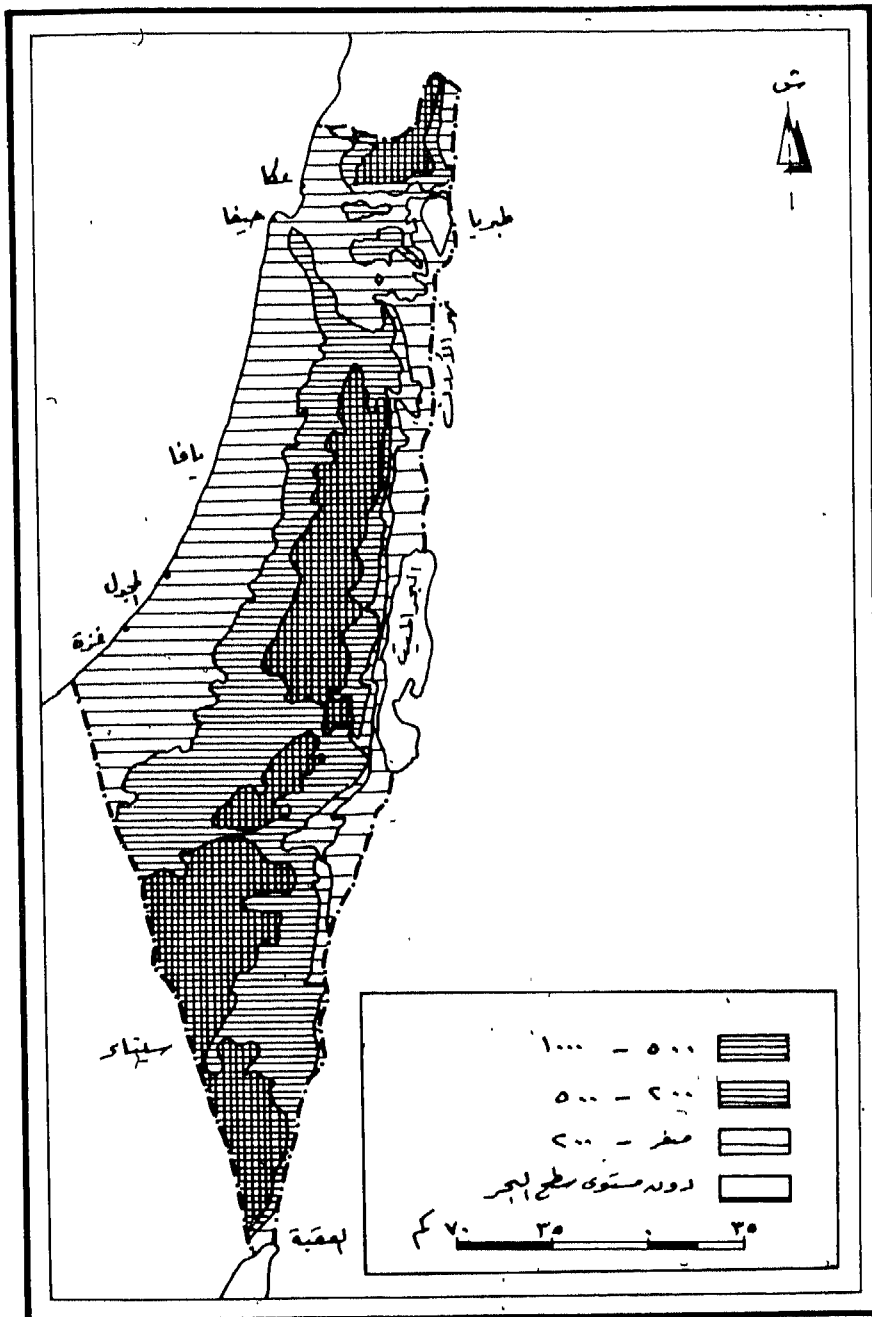 ش
عكا
حيفا
طبريا
نهر الأردن
يافا
المجدل
غزة
البحر الميت
سيناء
العقبة
٥٠٠ - ١٠٠٠
٢٠٠ - ٥٠٠
صفر - ٢٠٠
دون مستوى سطح البحر
٣٥ ٠ ٣٥ ٧٠ كم